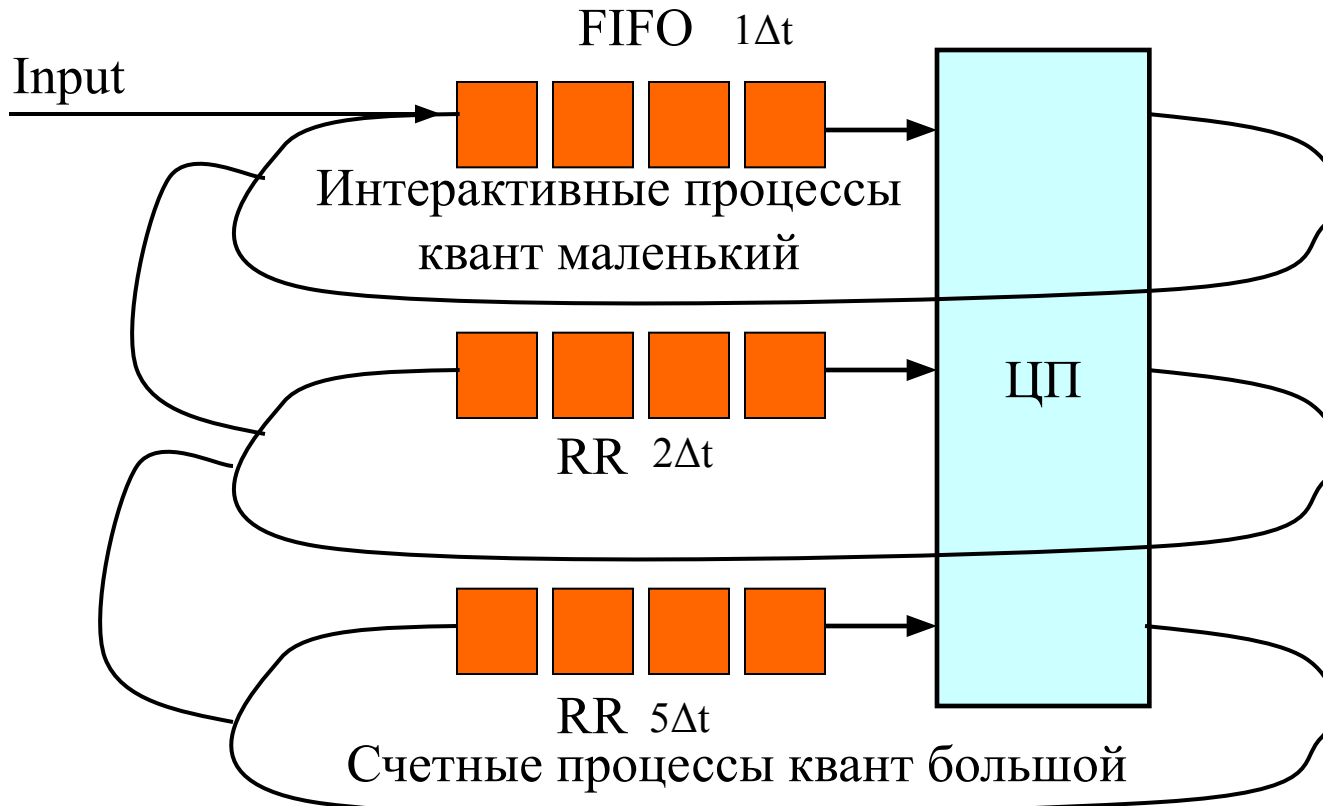 FIFO 1Δt
Input
Интерактивные процессы
квант маленький
ЦП
RR 2Δt
RR 5Δt
Счетные процессы квант большой